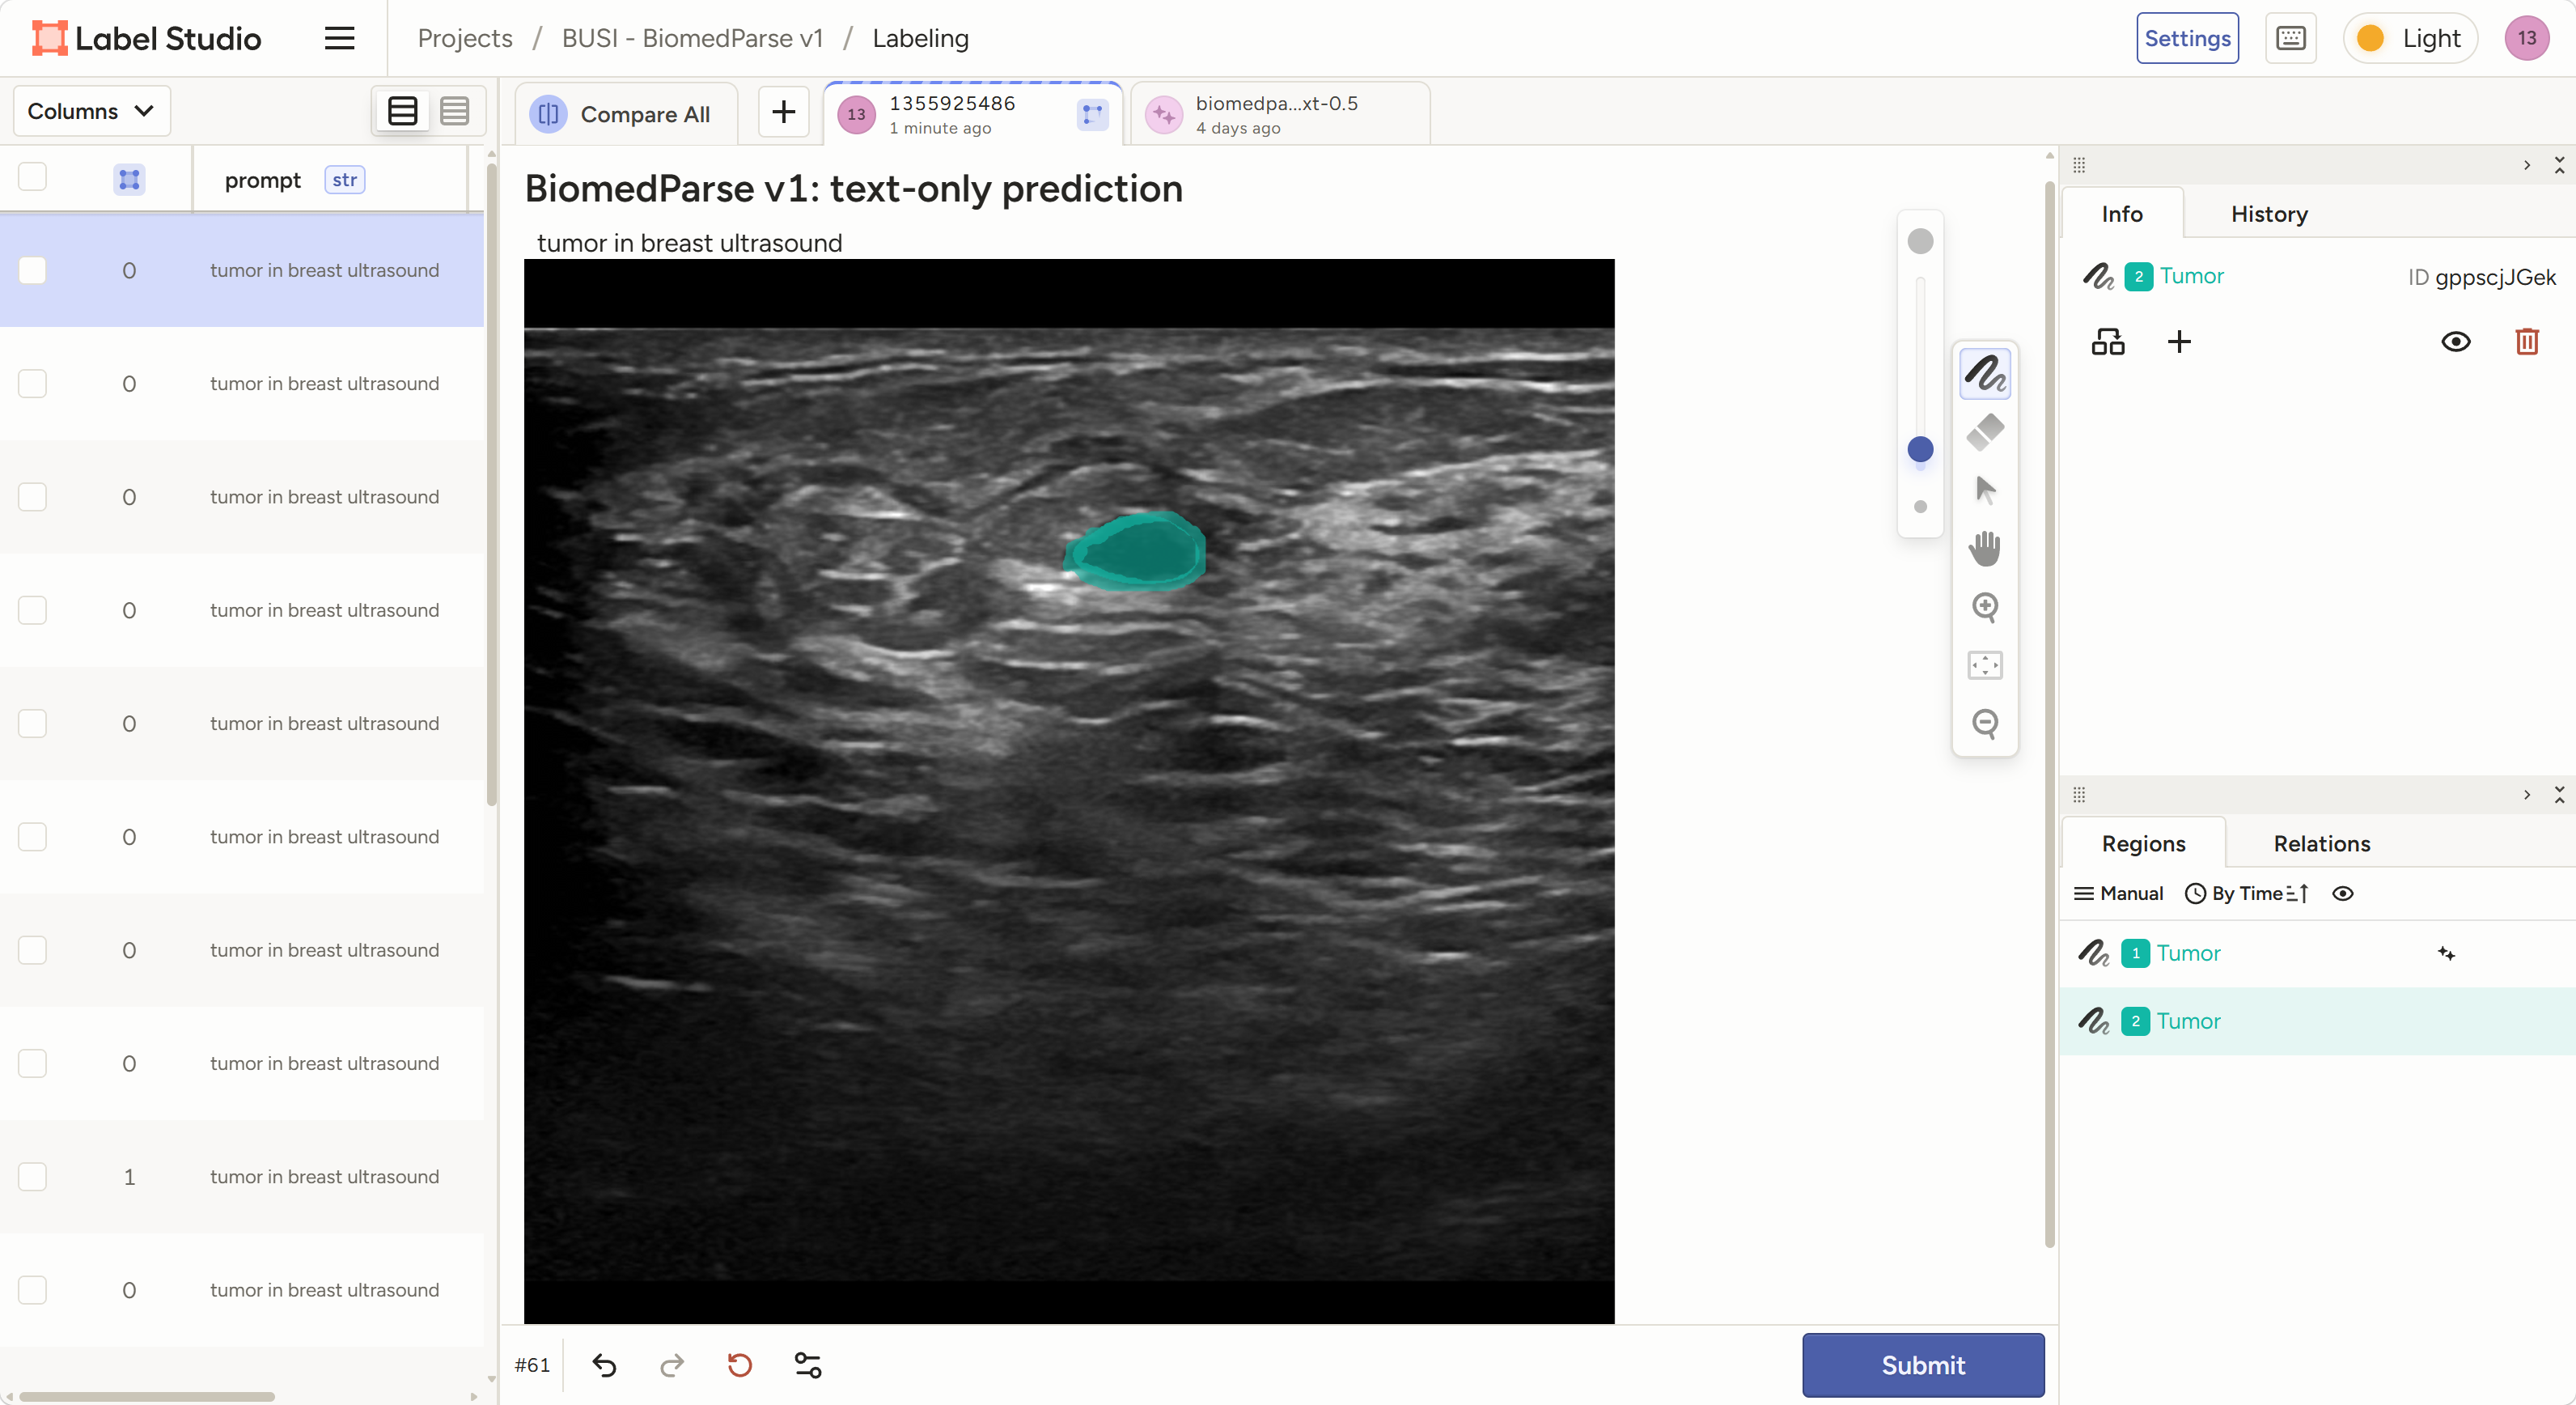 Label Studio
Projects / BUSI - BiomedParse v1 / Labeling
Settings
Light
13
Columns
Compare All
13
1355925486
1 minute ago
biomedpa...xt-0.5
4 days ago
prompt str
0 tumor in breast ultrasound
0 tumor in breast ultrasound
0 tumor in breast ultrasound
0 tumor in breast ultrasound
0 tumor in breast ultrasound
0 tumor in breast ultrasound
0 tumor in breast ultrasound
0 tumor in breast ultrasound
1 tumor in breast ultrasound
0 tumor in breast ultrasound
BiomedParse v1: text-only prediction
tumor in breast ultrasound
#61
Submit
Info History
2 Tumor ID gppscjJGek
Regions Relations
Manual By Time
1 Tumor
2 Tumor